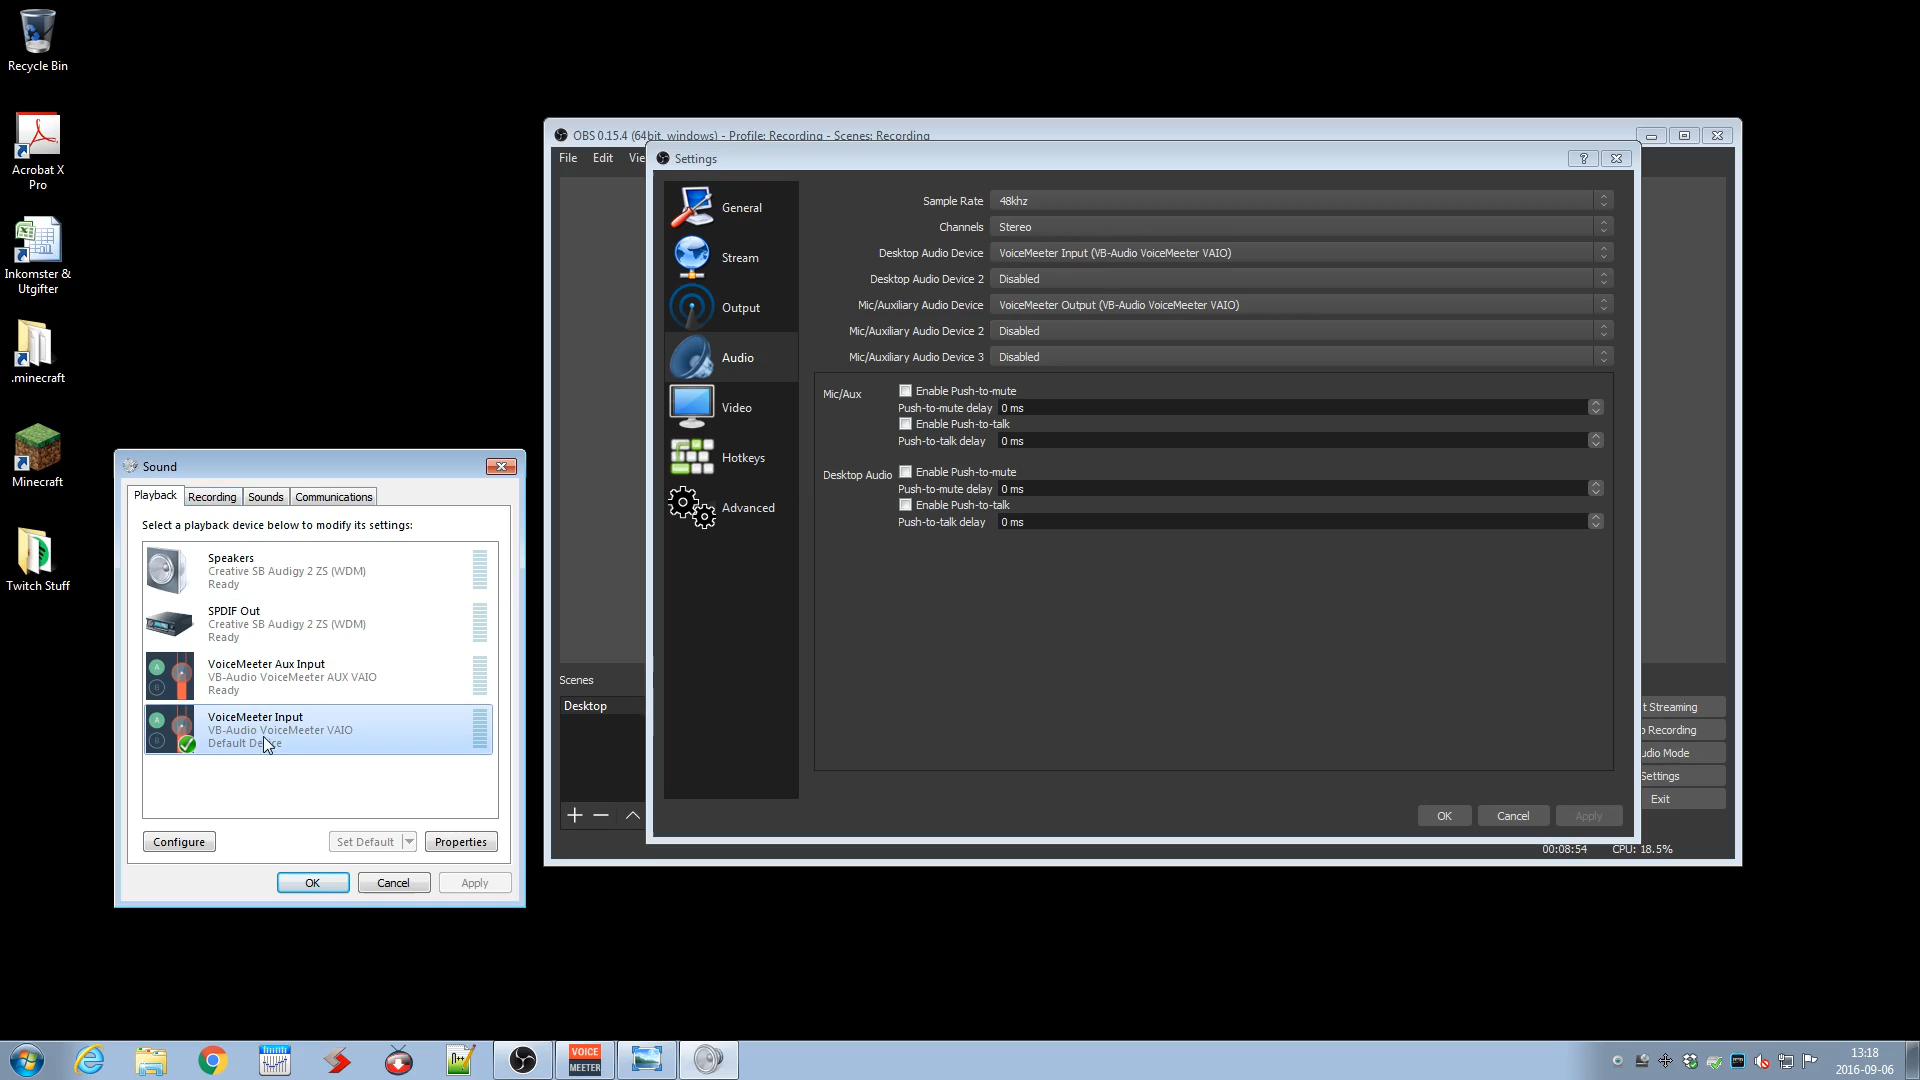 Recycle Bin
Acrobat X
Pro
Inkomster &
Utgifter
.minecraft
Minecraft
Twitch Stuff
OBS 0.15.4 (64bit, windows) - Profile: Recording - Scenes: Recording
File Edit Vie
Settings
General
Stream
Output
Audio
Video
Hotkeys
Advanced
Sample Rate 48khz
Channels Stereo
Desktop Audio Device VoiceMeeter Input (VB-Audio VoiceMeeter VAIO)
Desktop Audio Device 2 Disabled
Mic/Auxiliary Audio Device VoiceMeeter Output (VB-Audio VoiceMeeter VAIO)
Mic/Auxiliary Audio Device 2 Disabled
Mic/Auxiliary Audio Device 3 Disabled
Mic/Aux Enable Push-to-mute
Push-to-mute delay 0 ms
Enable Push-to-talk
Push-to-talk delay 0 ms
Desktop Audio Enable Push-to-mute
Push-to-mute delay 0 ms
Enable Push-to-talk
Push-to-talk delay 0 ms
OK Cancel Apply
Scenes
Desktop
t Streaming
p Recording
udio Mode
Settings
Exit
00:08:54 CPU: 18.5%
Sound
Playback Recording Sounds Communications
Select a playback device below to modify its settings:
Speakers
Creative SB Audigy 2 ZS (WDM)
Ready
SPDIF Out
Creative SB Audigy 2 ZS (WDM)
Ready
VoiceMeeter Aux Input
VB-Audio VoiceMeeter AUX VAIO
Ready
VoiceMeeter Input
VB-Audio VoiceMeeter VAIO
Default Device
Configure Set Default Properties
OK Cancel Apply
VOICE
MEETER
13:18
2016-09-06